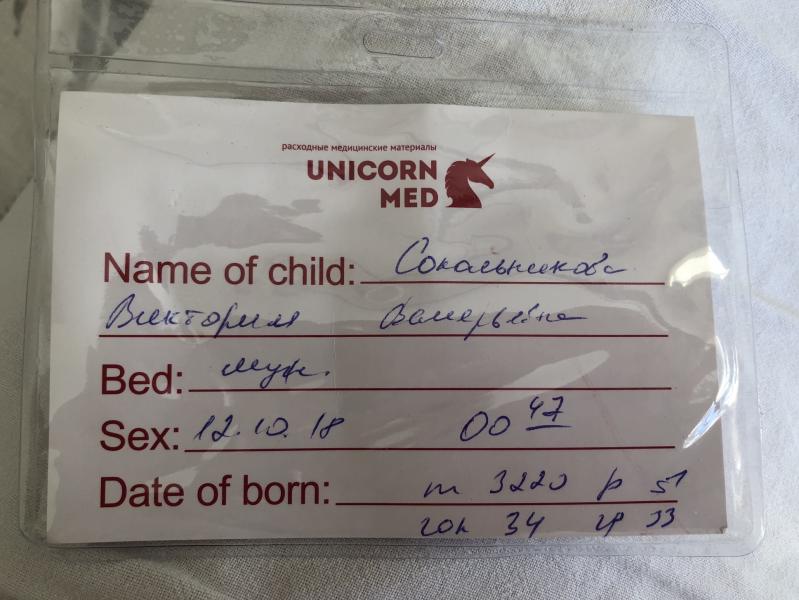 расходные медицинские материалы
UNICORN
MED
Name of child: Сокольникова
Виктория Валерьевна
Bed: муж.
Sex: 12.10.18 00 47
Date of born: m 3220 р 51
гол 34 гр 33